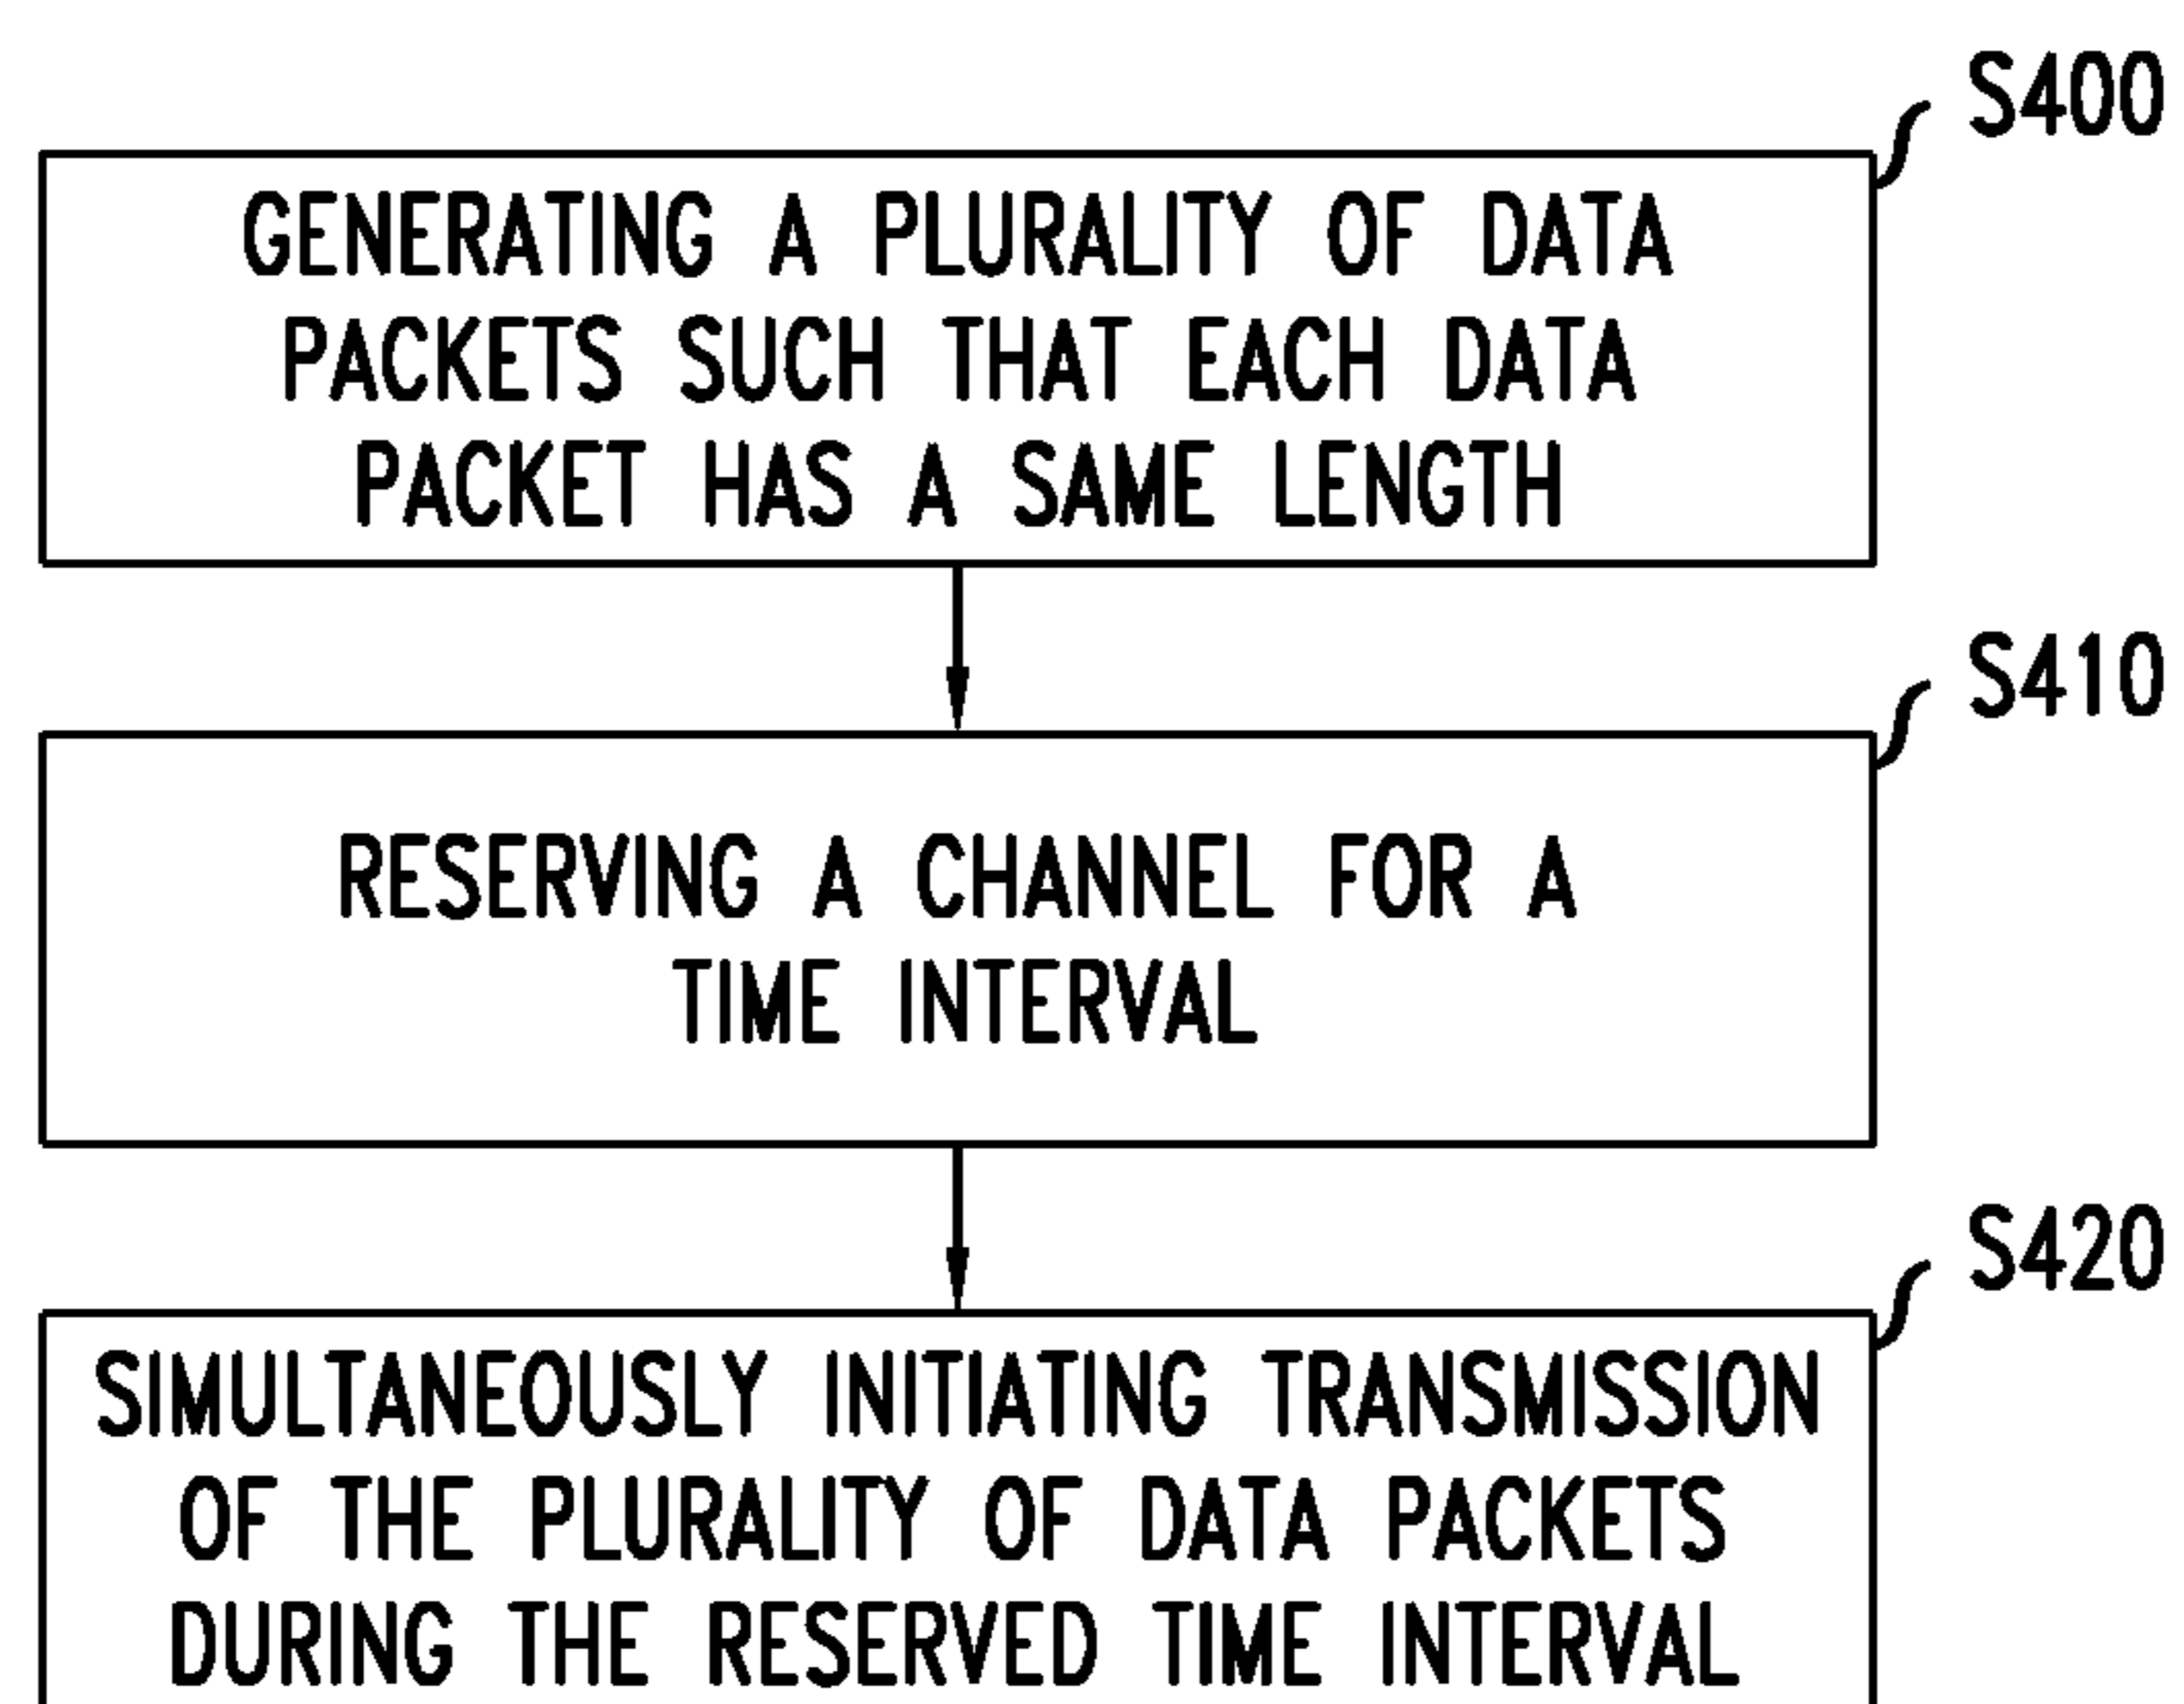 S400
GENERATING A PLURALITY OF DATA
PACKETS SUCH THAT EACH DATA
PACKET HAS A SAME LENGTH
S410
RESERVING A CHANNEL FOR A
TIME INTERVAL
S420
SIMULTANEOUSLY INITIATING TRANSMISSION
OF THE PLURALITY OF DATA PACKETS
DURING THE RESERVED TIME INTERVAL